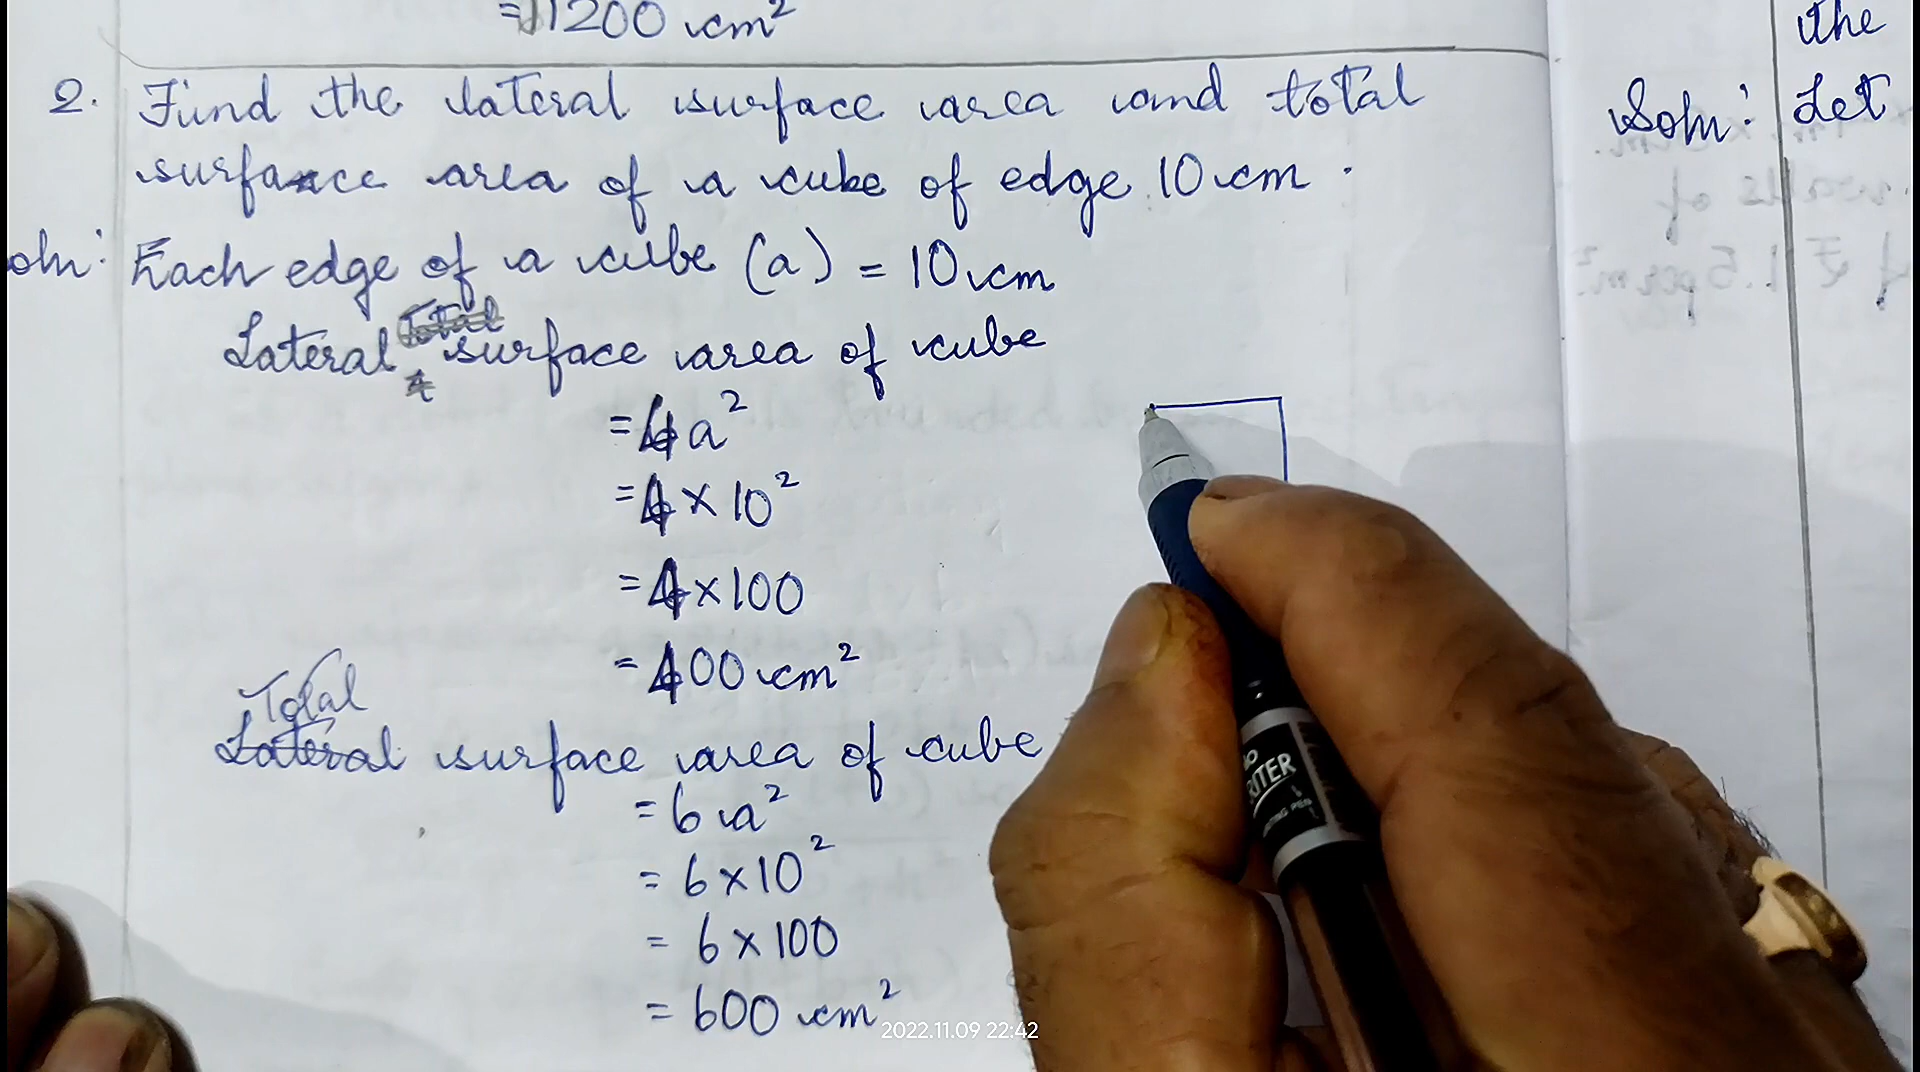 = 11200 cm²
2. Find the lateral surface area and total
surface area of a cube of edge 10 cm.
Soln: Each edge of a cube (a) = 10 cm
Lateral surface area of cube
= 4a²
= 4 × 10²
= 4 × 100
= 400 cm²
Total
Lateral surface area of cube
= 6a²
= 6 × 10²
= 6 × 100
= 600 cm²
the
Soln: Let
RITER
2022.11.09 22:42